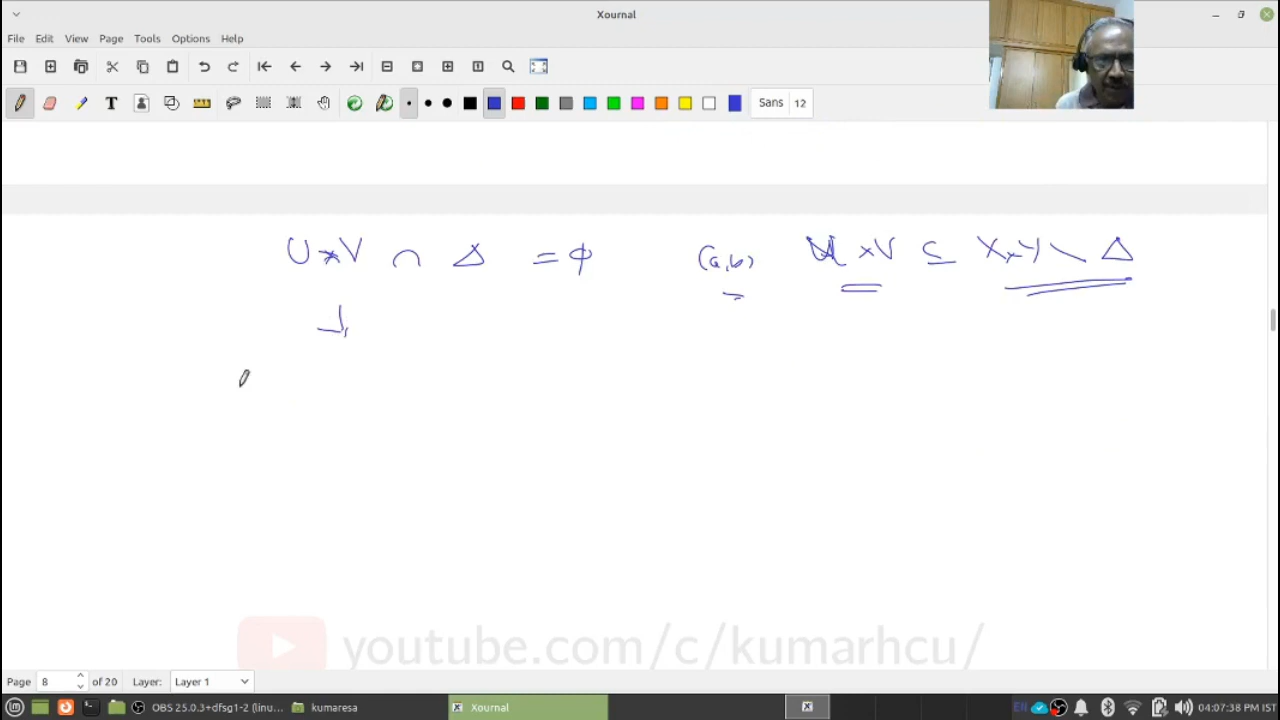 Xournal
File Edit View Page Tools Options Help
Sans 12
U × V ∩ Δ = ϕ (a,b) U × V ⊆ X × Y \ Δ
youtube.com/c/kumarhcu/
Page 8 of 20 Layer: Layer 1
OBS 25.0.3+dfsg1-2 (linu... kumaresa Xournal EN 04:07:38 PM IST